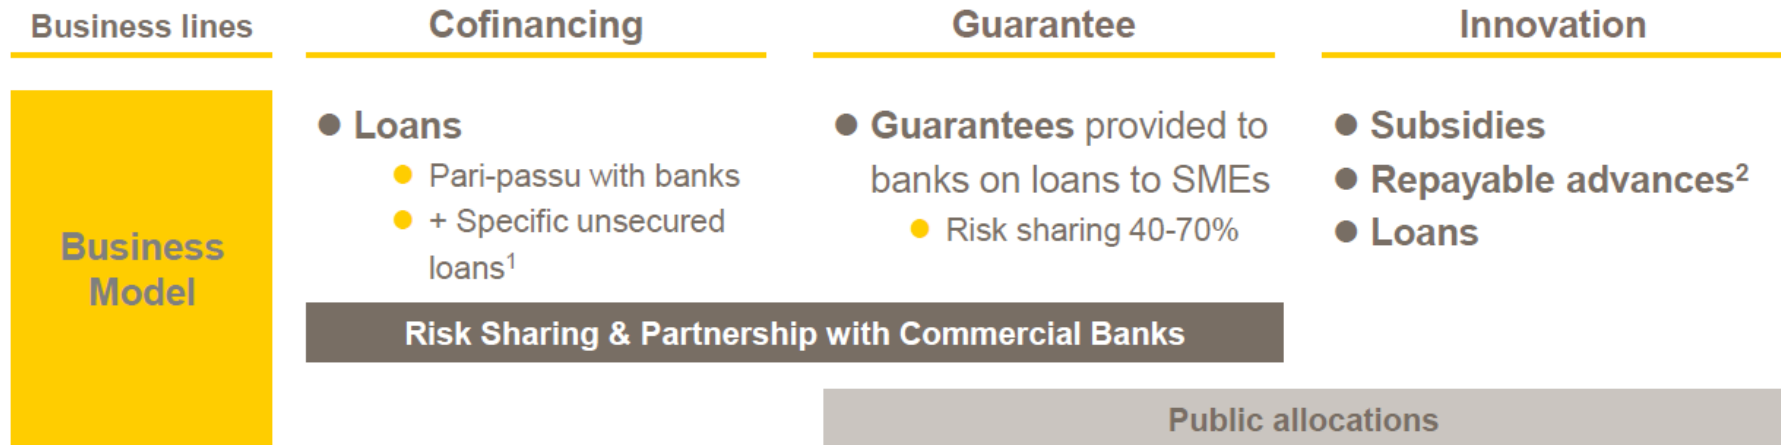 Business lines
Cofinancing
Guarantee
Innovation
Business
Model
● Loans
● Pari-passu with banks
● + Specific unsecured
loans¹
● Guarantees provided to
banks on loans to SMEs
● Risk sharing 40-70%
● Subsidies
● Repayable advances²
● Loans
Risk Sharing & Partnership with Commercial Banks
Public allocations